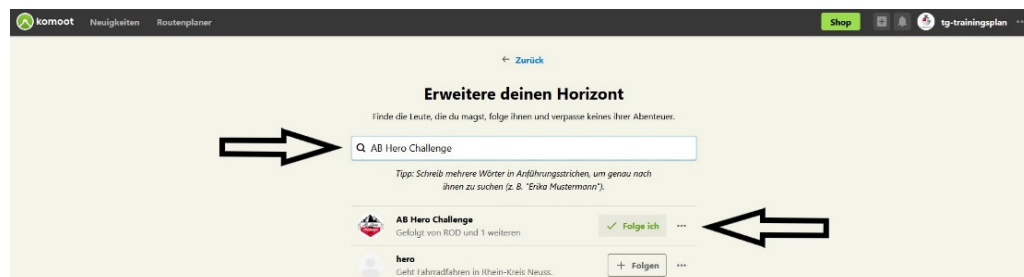 komoot Neuigkeiten Routenplaner Shop tg-trainingsplan
← Zurück
Erweitere deinen Horizont
Finde die Leute, die du magst, folge ihnen und verpasse keines ihrer Abenteuer.
AB Hero Challenge
Tipp: Schreib mehrere Wörter in Anführungsstrichen, um genau nach
ihnen zu suchen (z. B. "Erika Mustermann").
AB Hero Challenge
Gefolgt von ROD und 1 weiteren
✓ Folge ich ...
hero
Geht Fahrradfahren in Rhein-Kreis Neuss.
+ Folgen ...